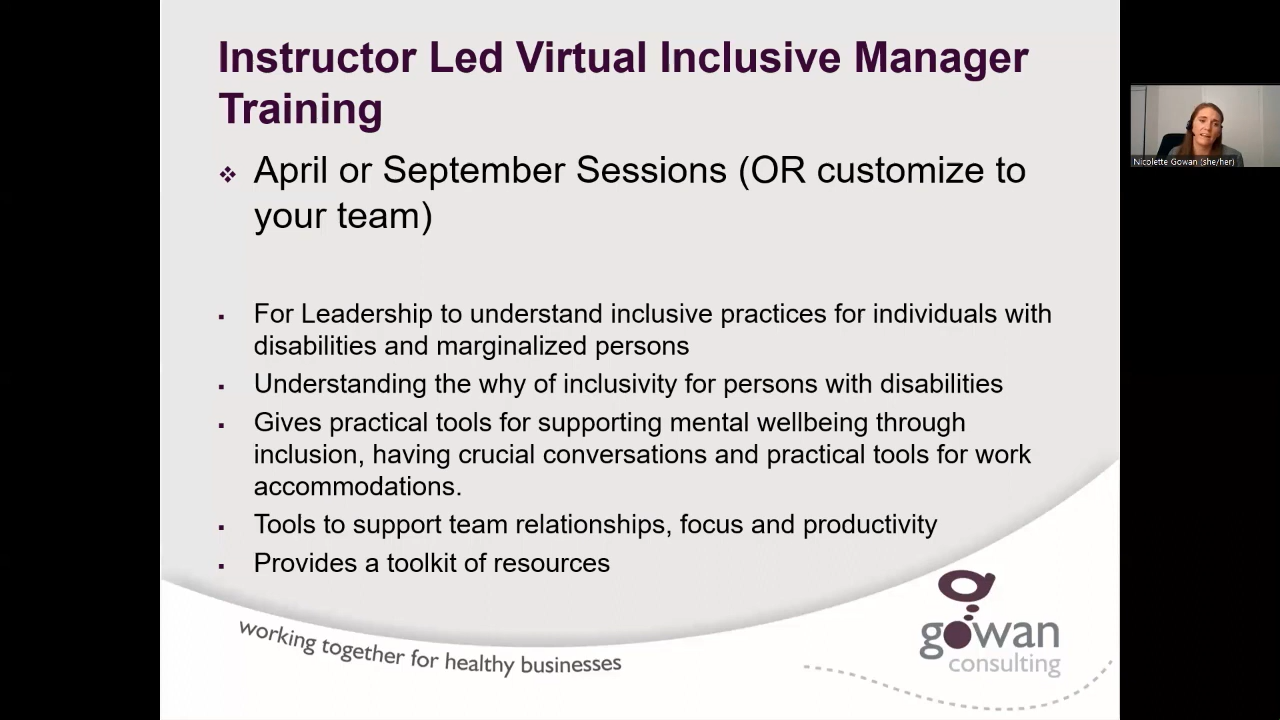 Instructor Led Virtual Inclusive Manager
Training
April or September Sessions (OR customize to
your team)
For Leadership to understand inclusive practices for individuals with
disabilities and marginalized persons
Understanding the why of inclusivity for persons with disabilities
Gives practical tools for supporting mental wellbeing through
inclusion, having crucial conversations and practical tools for work
accommodations.
Tools to support team relationships, focus and productivity
Provides a toolkit of resources
working together for healthy businesses
gowan
consulting
Nicolette Gowan (she/her)